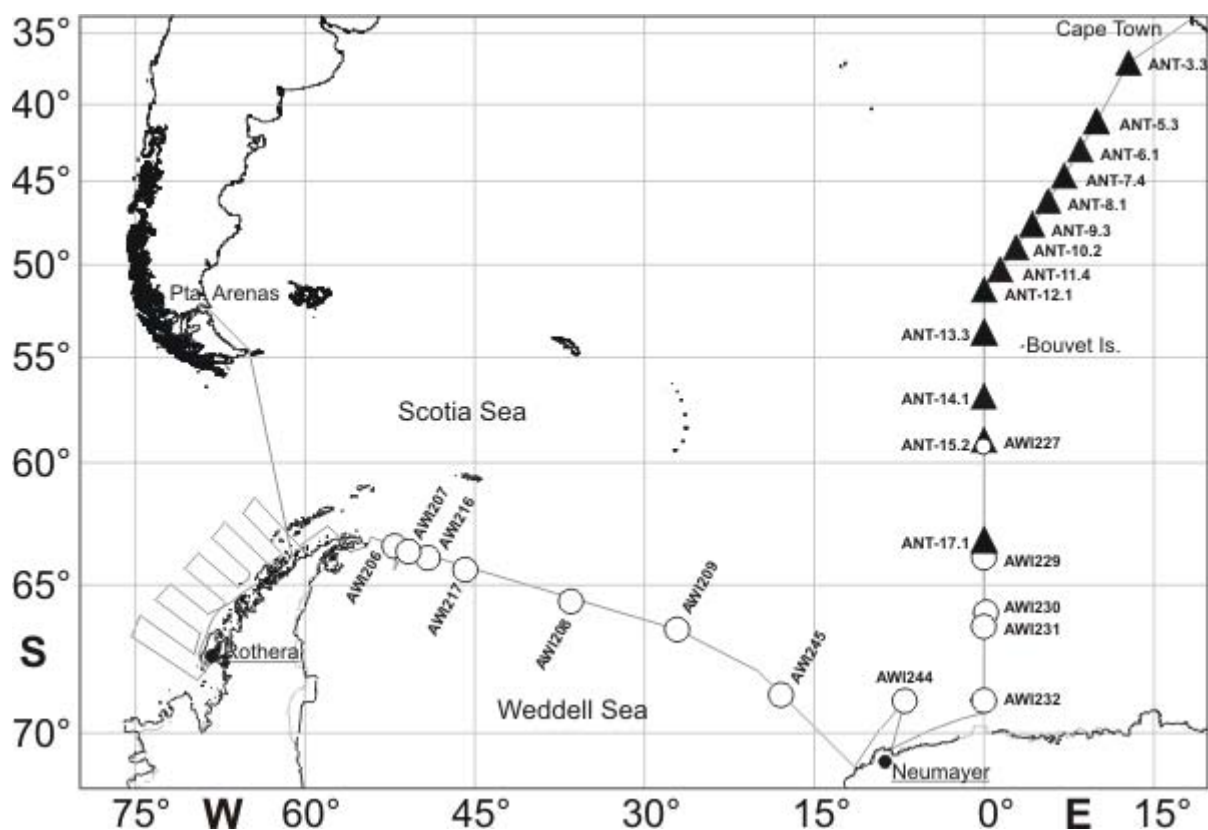 35°
Cape Town
ANT-3.3
40°
ANT-5.3
ANT-6.1
45°
ANT-7.4
ANT-8.1
ANT-9.3
ANT-10.2
50°
ANT-11.4
Pta. Arenas
ANT-12.1
ANT-13.3
Bouvet Is.
55°
ANT-14.1
Scotia Sea
ANT-15.2
AWI227
60°
AWI207
AWI216
ANT-17.1
AWI229
AWI206
65°
AWI217
AWI209
AWI230
AWI208
AWI231
S
Rothera
AWI245
AWI244
AWI232
Weddell Sea
70°
Neumayer
75° W 60° 45° 30° 15° 0° E 15°